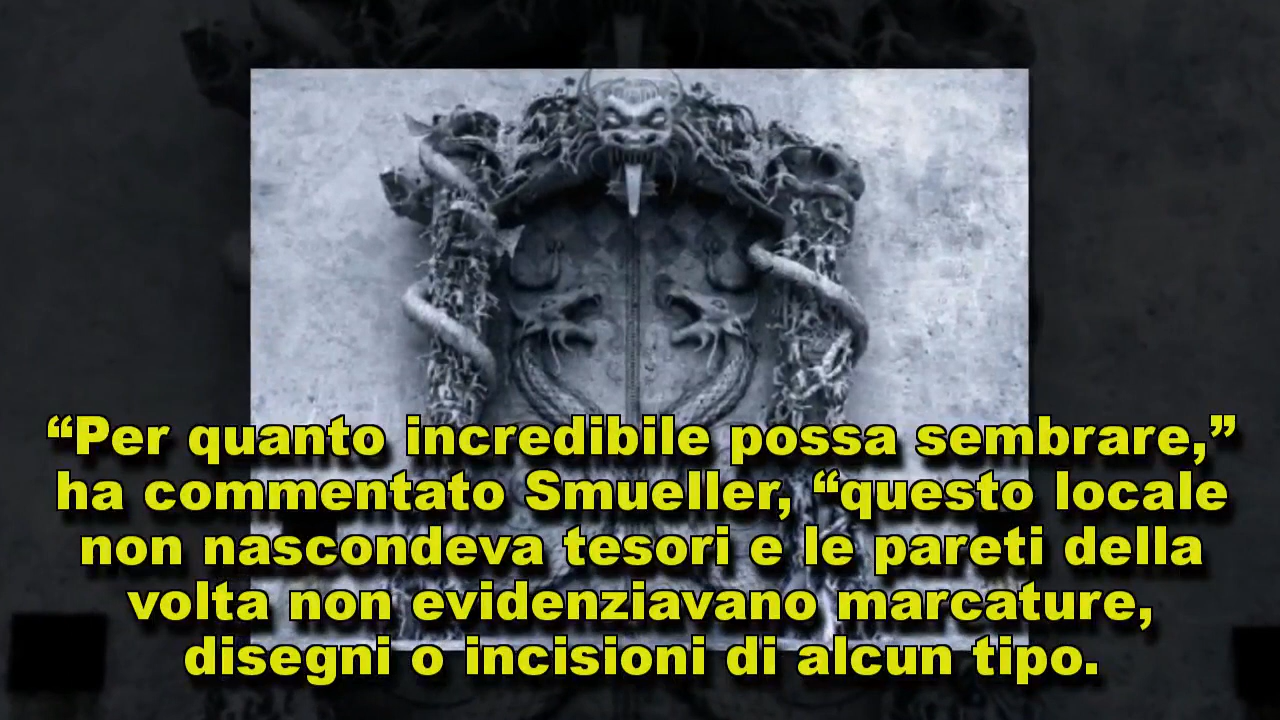 “Per quanto incredibile possa sembrare,”
ha commentato Smueller, “questo locale
non nascondeva tesori e le pareti della
volta non evidenziavano marcature,
disegni o incisioni di alcun tipo.